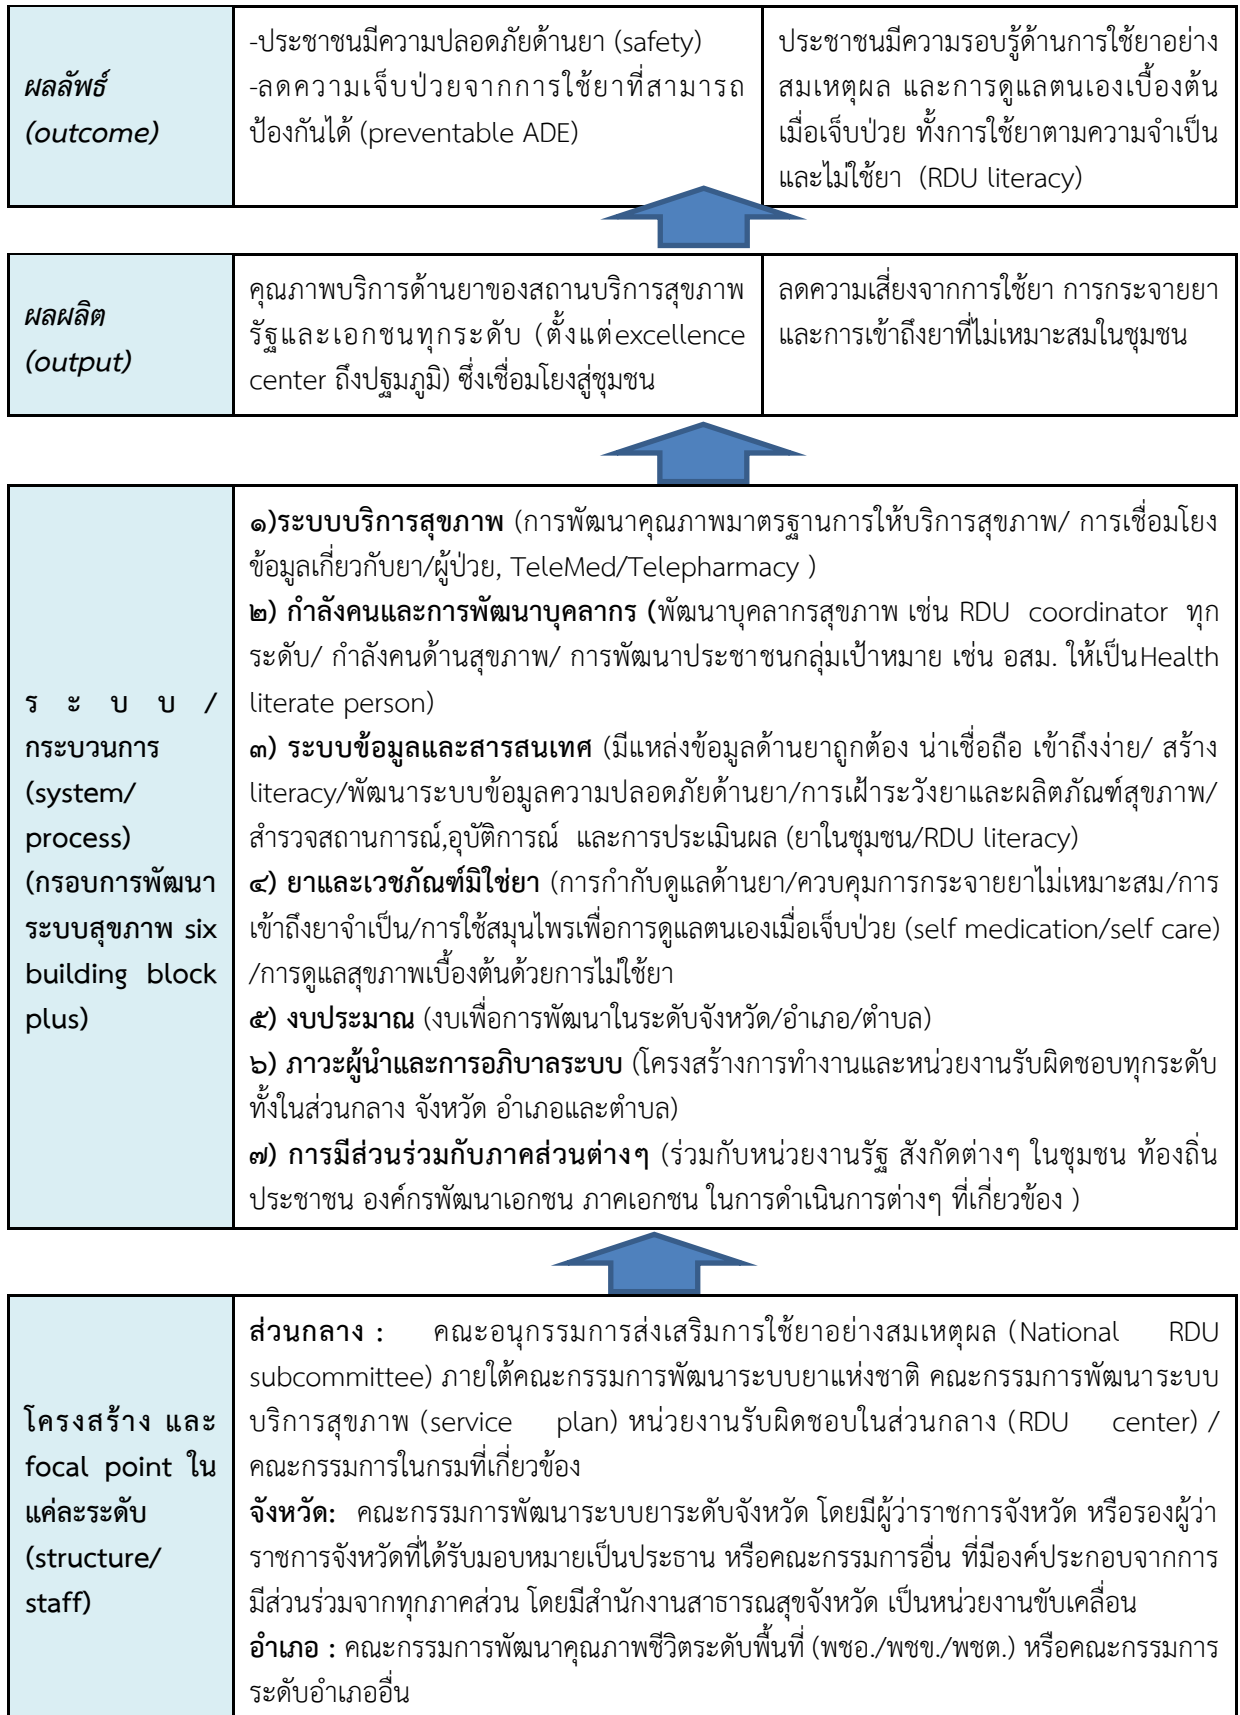 ผลลัพธ์
(outcome)
-ประชาชนมีความปลอดภัยด้านยา (safety)
-ลดความเจ็บป่วยจากการใช้ยาที่สามารถ
ป้องกันได้ (preventable ADE)
ประชาชนมีความรอบรู้ด้านการใช้ยาอย่าง
สมเหตุผล และการดูแลตนเองเบื้องต้น
เมื่อเจ็บป่วย ทั้งการใช้ยาตามความจำเป็น
และไม่ใช้ยา (RDU literacy)
ผลผลิต
(output)
คุณภาพบริการด้านยาของสถานบริการสุขภาพ
รัฐและเอกชนทุกระดับ (ตั้งแต่excellence
center ถึงปฐมภูมิ) ซึ่งเชื่อมโยงสู่ชุมชน
ลดความเสี่ยงจากการใช้ยา การกระจายยา
และการเข้าถึงยาที่ไม่เหมาะสมในชุมชน
ร ะ บ บ /
กระบวนการ
(system/
process)
(กรอบการพัฒนา
ระบบสุขภาพ six
building block
plus)
๑)ระบบบริการสุขภาพ (การพัฒนาคุณภาพมาตรฐานการให้บริการสุขภาพ/ การเชื่อมโยง
ข้อมูลเกี่ยวกับยา/ผู้ป่วย, TeleMed/Telepharmacy )
๒) กำลังคนและการพัฒนาบุคลากร (พัฒนาบุคลากรสุขภาพ เช่น RDU coordinator ทุก
ระดับ/ กำลังคนด้านสุขภาพ/ การพัฒนาประชาชนกลุ่มเป้าหมาย เช่น อสม. ให้เป็นHealth
literate person)
๓) ระบบข้อมูลและสารสนเทศ (มีแหล่งข้อมูลด้านยาถูกต้อง น่าเชื่อถือ เข้าถึงง่าย/ สร้าง
literacy/พัฒนาระบบข้อมูลความปลอดภัยด้านยา/การเฝ้าระวังยาและผลิตภัณฑ์สุขภาพ/
สำรวจสถานการณ์,อุบัติการณ์ และการประเมินผล (ยาในชุมชน/RDU literacy)
๔) ยาและเวชภัณฑ์มิใช่ยา (การกำกับดูแลด้านยา/ควบคุมการกระจายยาไม่เหมาะสม/การ
เข้าถึงยาจำเป็น/การใช้สมุนไพรเพื่อการดูแลตนเองเมื่อเจ็บป่วย (self medication/self care)
/การดูแลสุขภาพเบื้องต้นด้วยการไม่ใช้ยา
๕) งบประมาณ (งบเพื่อการพัฒนาในระดับจังหวัด/อำเภอ/ตำบล)
๖) ภาวะผู้นำและการอภิบาลระบบ (โครงสร้างการทำงานและหน่วยงานรับผิดชอบทุกระดับ
ทั้งในส่วนกลาง จังหวัด อำเภอและตำบล)
๗) การมีส่วนร่วมกับภาคส่วนต่างๆ (ร่วมกับหน่วยงานรัฐ สังกัดต่างๆ ในชุมชน ท้องถิ่น
ประชาชน องค์กรพัฒนาเอกชน ภาคเอกชน ในการดำเนินการต่างๆ ที่เกี่ยวข้อง )
โครงสร้าง และ
focal point ใน
แค่ละระดับ
(structure/
staff)
ส่วนกลาง : คณะอนุกรรมการส่งเสริมการใช้ยาอย่างสมเหตุผล (National RDU
subcommittee) ภายใต้คณะกรรมการพัฒนาระบบยาแห่งชาติ คณะกรรมการพัฒนาระบบ
บริการสุขภาพ (service plan) หน่วยงานรับผิดชอบในส่วนกลาง (RDU center) /
คณะกรรมการในกรมที่เกี่ยวข้อง
จังหวัด: คณะกรรมการพัฒนาระบบยาระดับจังหวัด โดยมีผู้ว่าราชการจังหวัด หรือรองผู้ว่า
ราชการจังหวัดที่ได้รับมอบหมายเป็นประธาน หรือคณะกรรมการอื่น ที่มีองค์ประกอบจากการ
มีส่วนร่วมจากทุกภาคส่วน โดยมีสำนักงานสาธารณสุขจังหวัด เป็นหน่วยงานขับเคลื่อน
อำเภอ : คณะกรรมการพัฒนาคุณภาพชีวิตระดับพื้นที่ (พชอ./พชข./พชต.) หรือคณะกรรมการ
ระดับอำเภออื่น